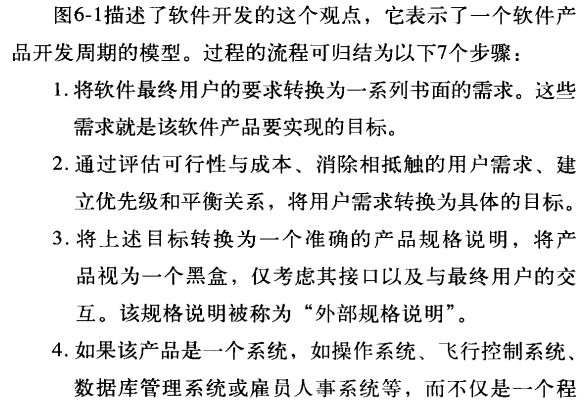 图6-1描述了软件开发的这个观点，它表示了一个软件产
品开发周期的模型。过程的流程可归结为以下7个步骤：
1. 将软件最终用户的要求转换为一系列书面的需求。这些
需求就是该软件产品要实现的目标。
2. 通过评估可行性与成本、消除相抵触的用户需求、建
立优先级和平衡关系，将用户需求转换为具体的目标。
3. 将上述目标转换为一个准确的产品规格说明，将产
品视为一个黑盒，仅考虑其接口以及与最终用户的交
互。该规格说明被称为“外部规格说明”。
4. 如果该产品是一个系统，如操作系统、飞行控制系统、
数据库管理系统或雇员人事系统等，而不仅是一个程